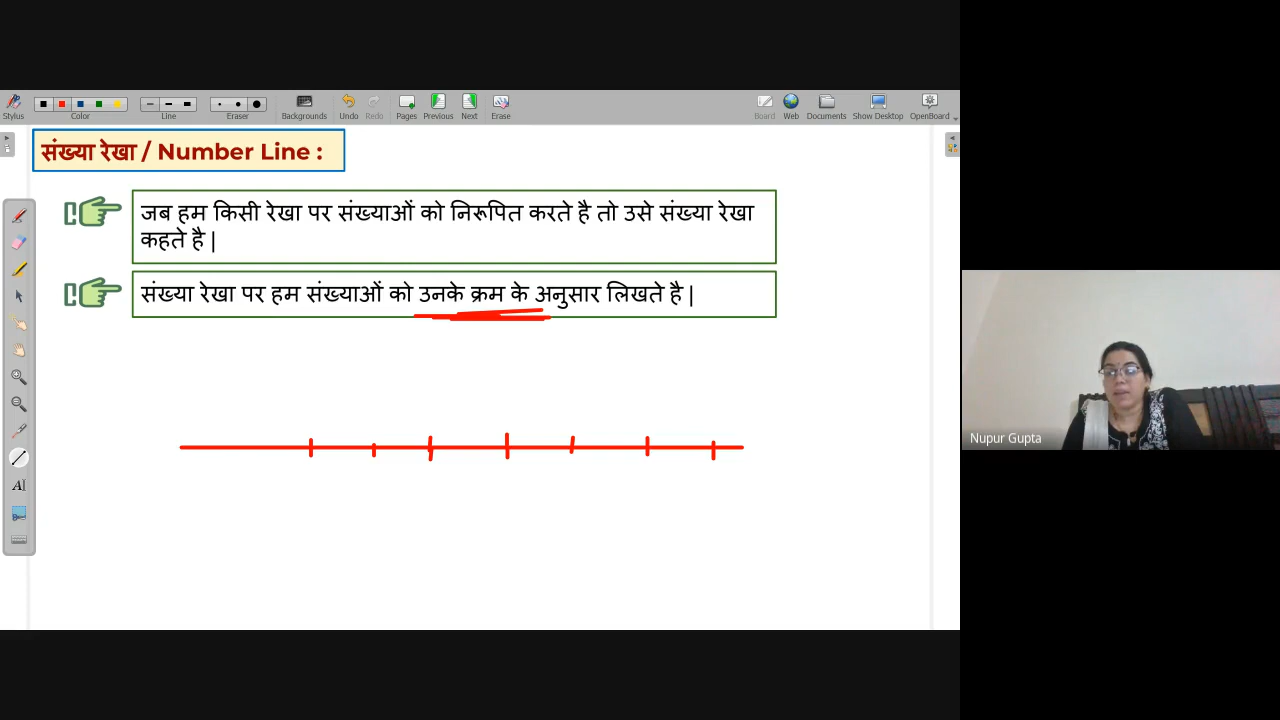 Stylus Color Line Eraser Backgrounds Undo Redo Pages Previous Next Erase Board Web Documents Show Desktop OpenBoard
संख्या रेखा / Number Line :
जब हम किसी रेखा पर संख्याओं को निरूपित करते है तो उसे संख्या रेखा
कहते है |
संख्या रेखा पर हम संख्याओं को उनके क्रम के अनुसार लिखते है |
Nupur Gupta